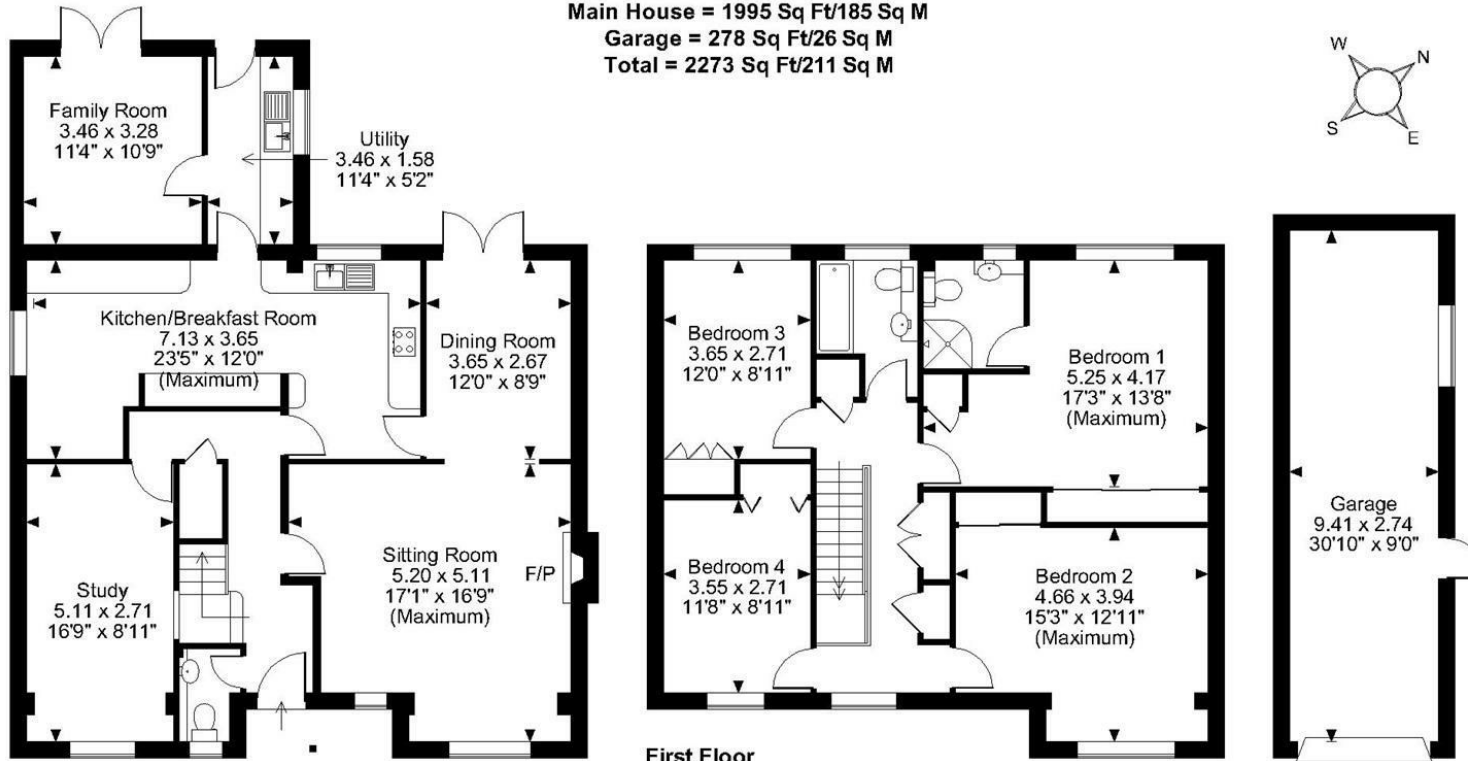 Main House = 1995 Sq Ft/185 Sq M
Garage = 278 Sq Ft/26 Sq M
Total = 2273 Sq Ft/211 Sq M
W
N
S
E
Family Room
3.46 x 3.28
11'4" x 10'9"
Utility
3.46 x 1.58
11'4" x 5'2"
Kitchen/Breakfast Room
7.13 x 3.65
23'5" x 12'0"
(Maximum)
Dining Room
3.65 x 2.67
12'0" x 8'9"
Study
5.11 x 2.71
16'9" x 8'11"
Sitting Room
5.20 x 5.11
17'1" x 16'9"
(Maximum)
F/P
Bedroom 3
3.65 x 2.71
12'0" x 8'11"
Bedroom 1
5.25 x 4.17
17'3" x 13'8"
(Maximum)
Bedroom 4
3.55 x 2.71
11'8" x 8'11"
Bedroom 2
4.66 x 3.94
15'3" x 12'11"
(Maximum)
Garage
9.41 x 2.74
30'10" x 9'0"
First Floor